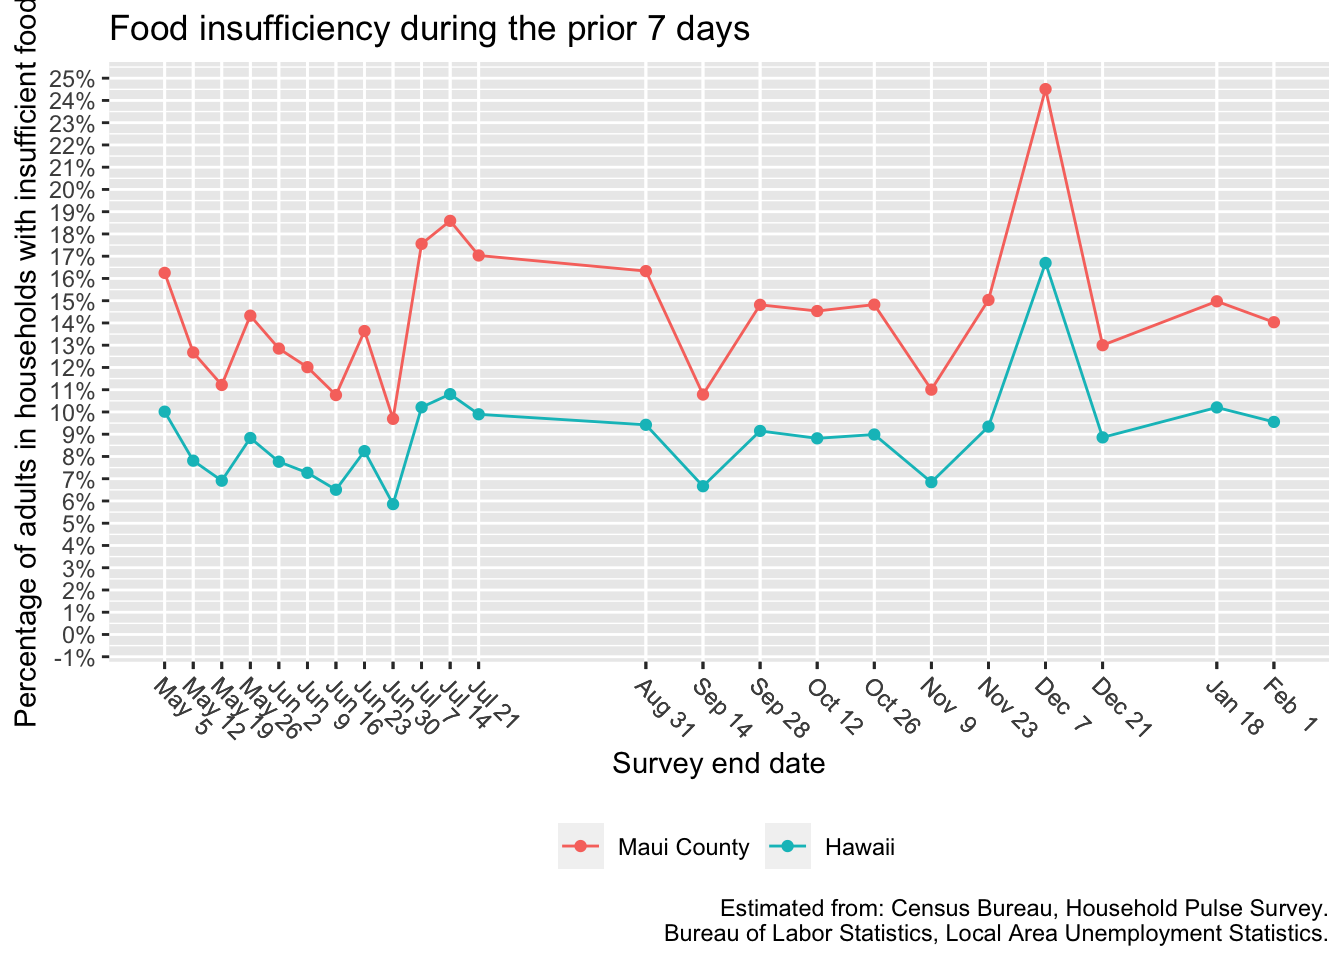 Food insufficiency during the prior 7 days
Percentage of adults in households with insufficient food
25%
24%
23%
22%
21%
20%
19%
18%
17%
16%
15%
14%
13%
12%
11%
10%
9%
8%
7%
6%
5%
4%
3%
2%
1%
0%
-1%
May 5
May 12
May 19
May 26
Jun 2
Jun 9
Jun 16
Jun 23
Jun 30
Jul 7
Jul 14
Jul 21
Aug 31
Sep 14
Sep 28
Oct 12
Oct 26
Nov 9
Nov 23
Dec 7
Dec 21
Jan 18
Feb 1
Survey end date
Maui County
Hawaii
Estimated from: Census Bureau, Household Pulse Survey.
Bureau of Labor Statistics, Local Area Unemployment Statistics.